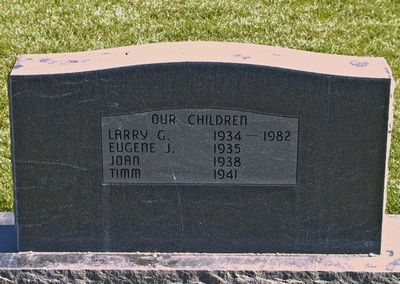 OUR CHILDREN
LARRY G. 1934 — 1982
EUGENE J. 1935
JOAN 1938
TIMM 1941